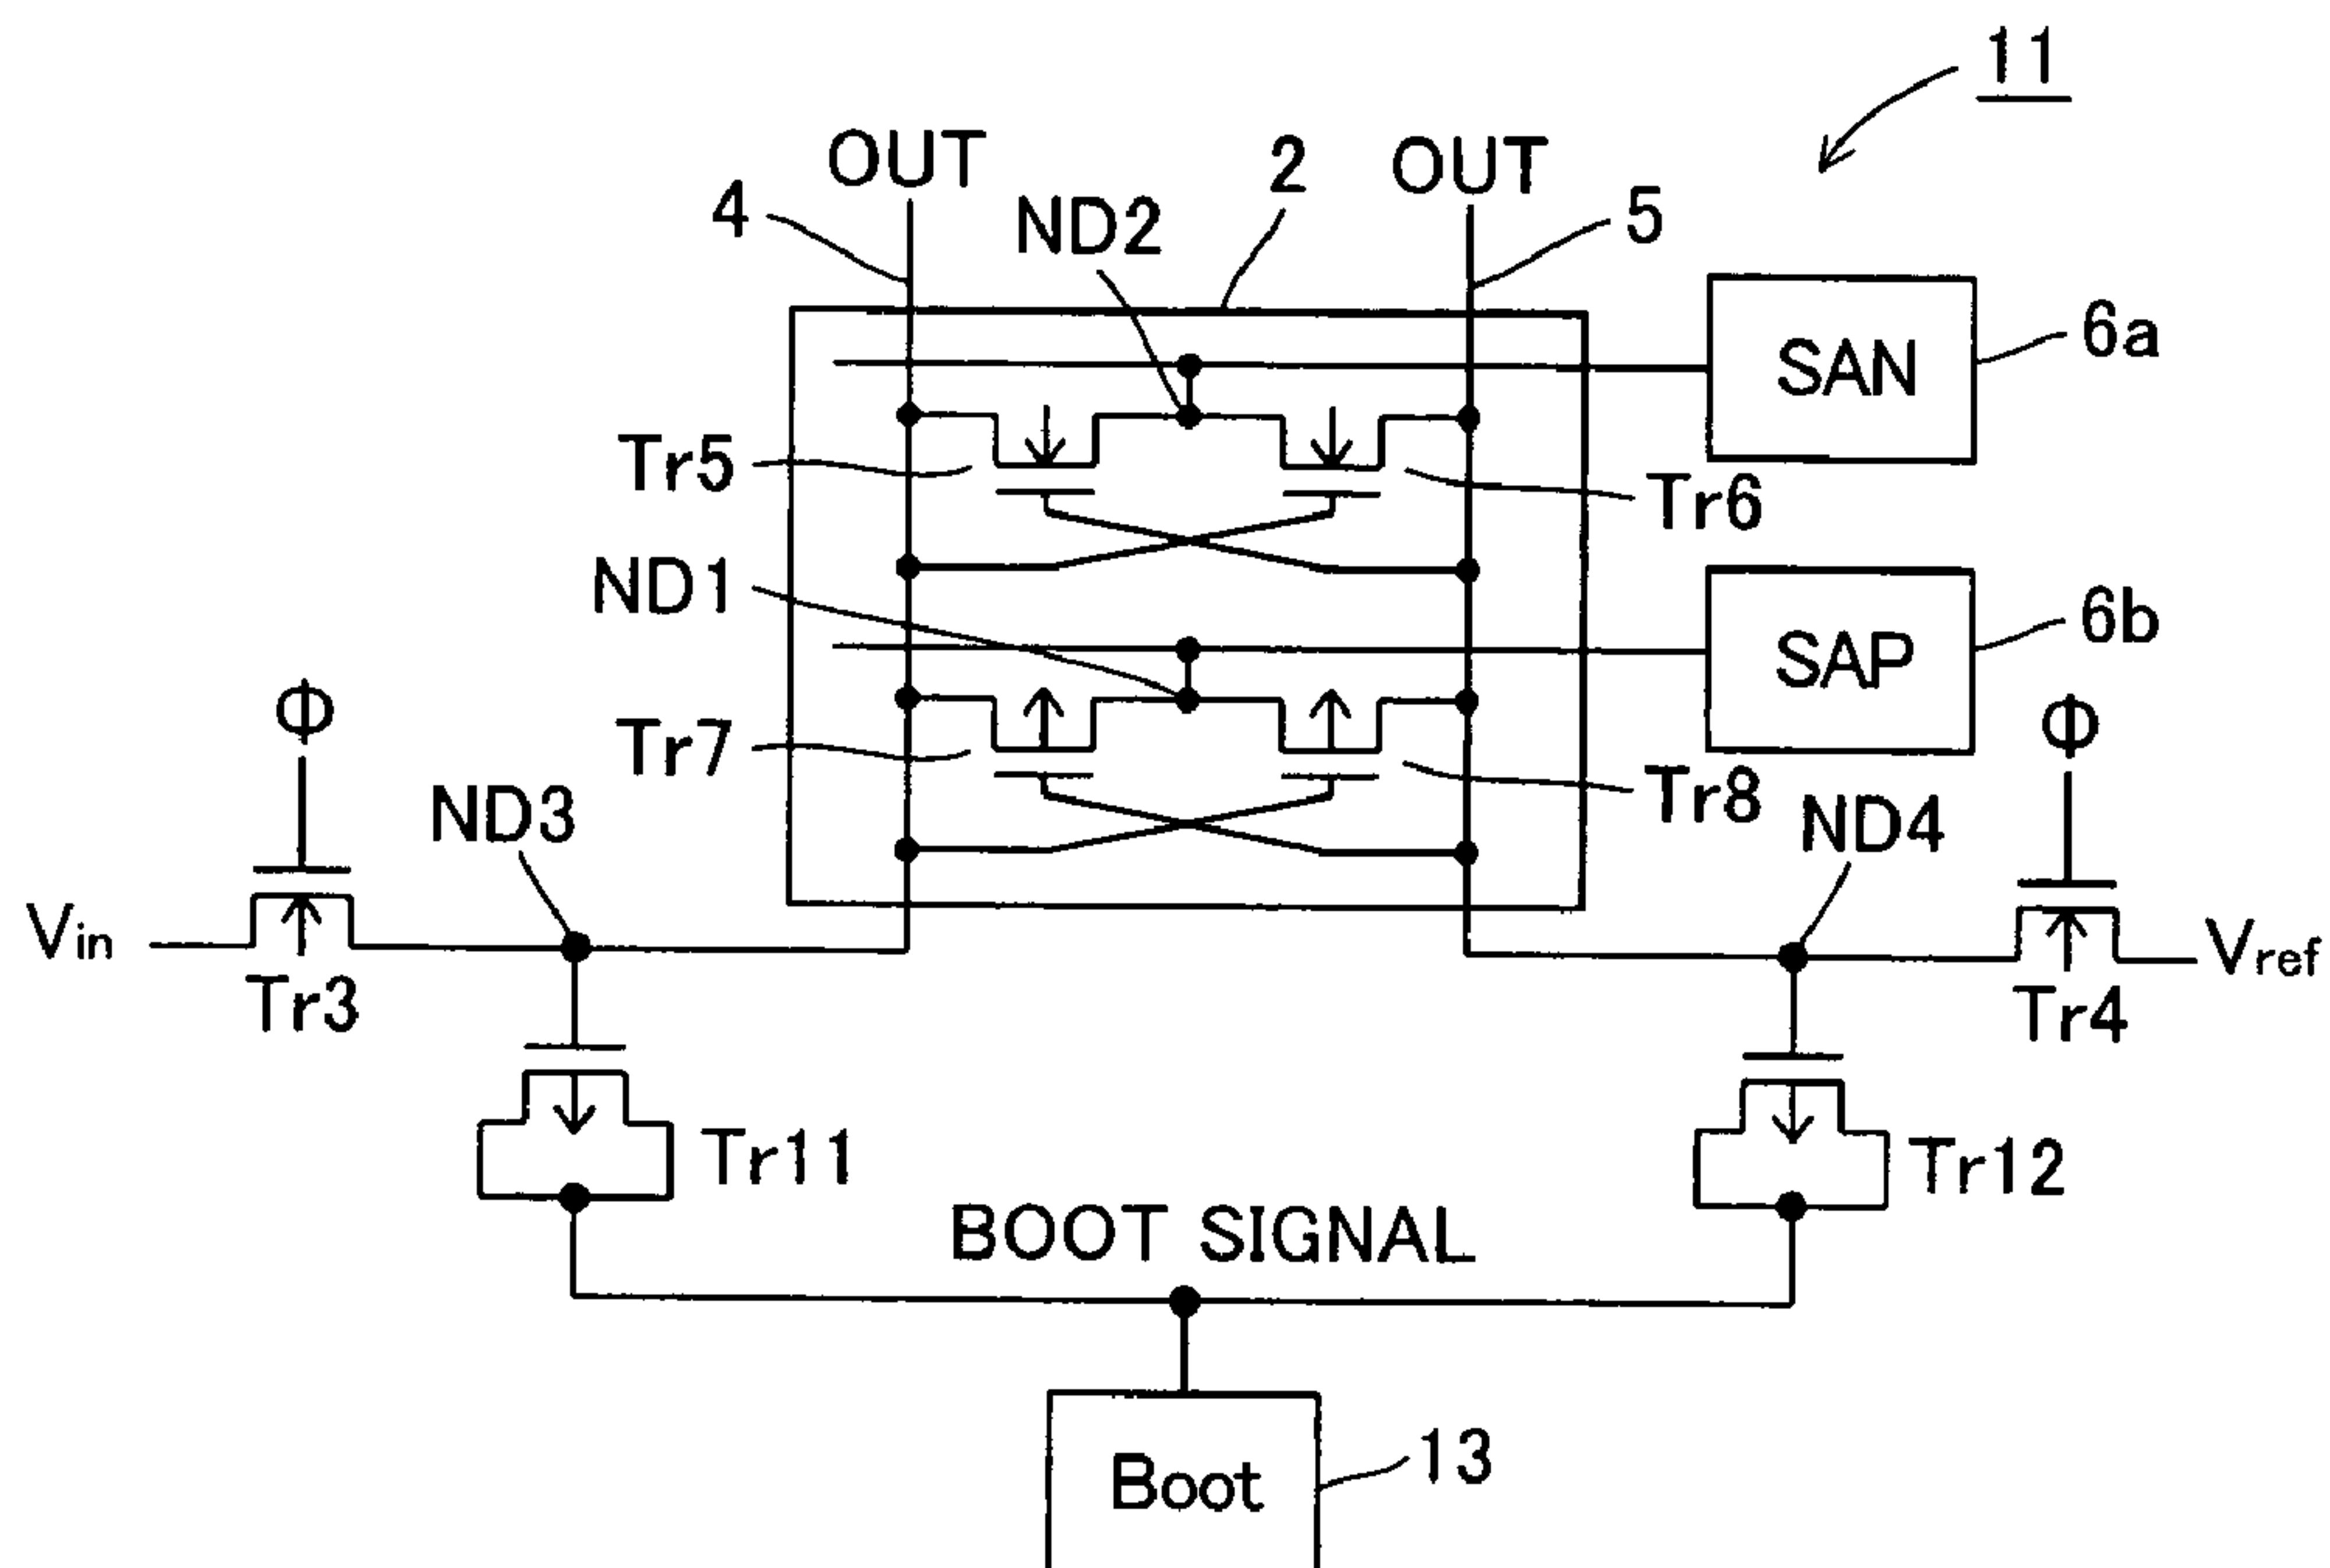 11
OUT
2
OUT
4
ND2
5
SAN
6a
Tr5
Tr6
ND1
SAP
6b
Φ
Tr7
Tr8
Φ
ND3
ND4
Vin
Tr3
Vref
Tr4
Tr11
Tr12
BOOT SIGNAL
Boot
13